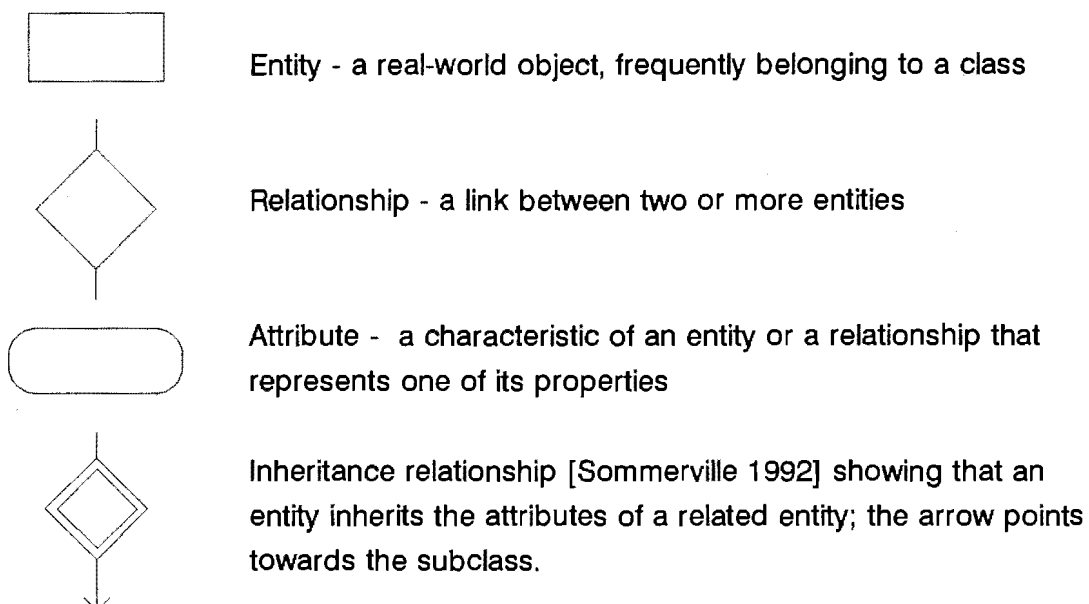 Entity - a real-world object, frequently belonging to a class
Relationship - a link between two or more entities
Attribute - a characteristic of an entity or a relationship that
represents one of its properties
Inheritance relationship [Sommerville 1992] showing that an
entity inherits the attributes of a related entity; the arrow points
towards the subclass.